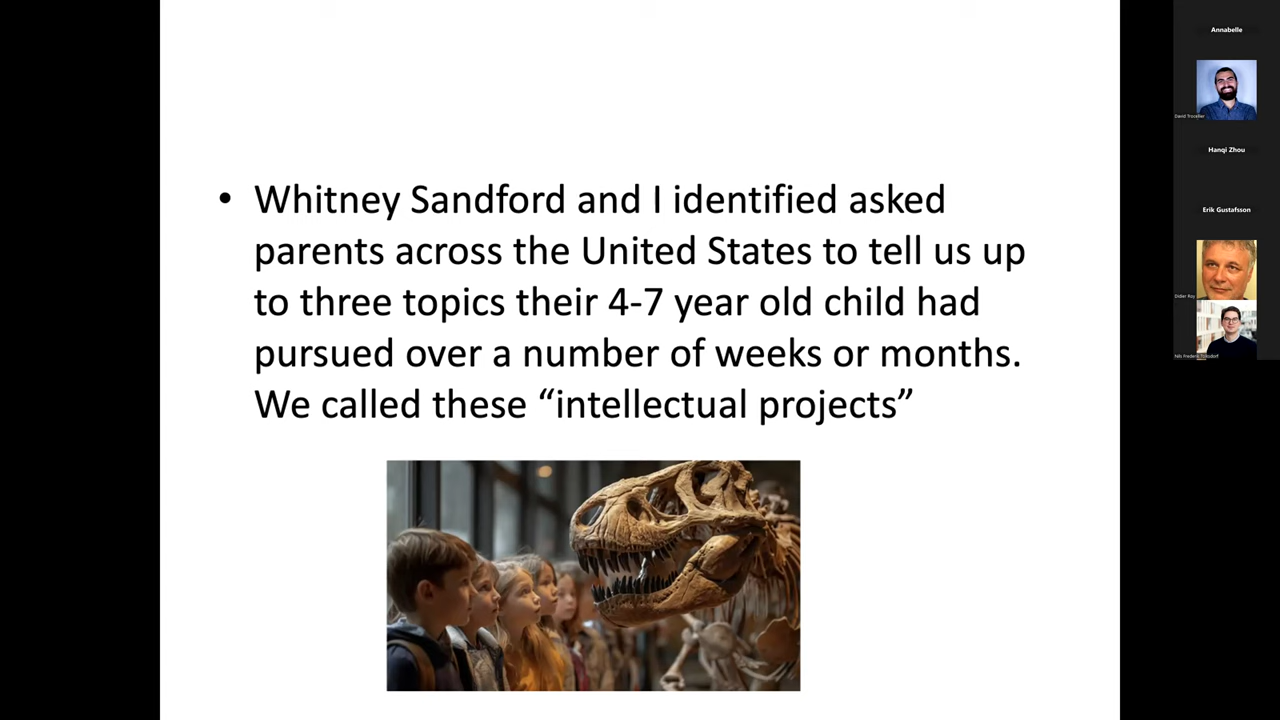 • Whitney Sandford and I identified asked
parents across the United States to tell us up
to three topics their 4-7 year old child had
pursued over a number of weeks or months.
We called these “intellectual projects”
Annabelle
Hanqi Zhou
Erik Gustafsson
Didier Roy